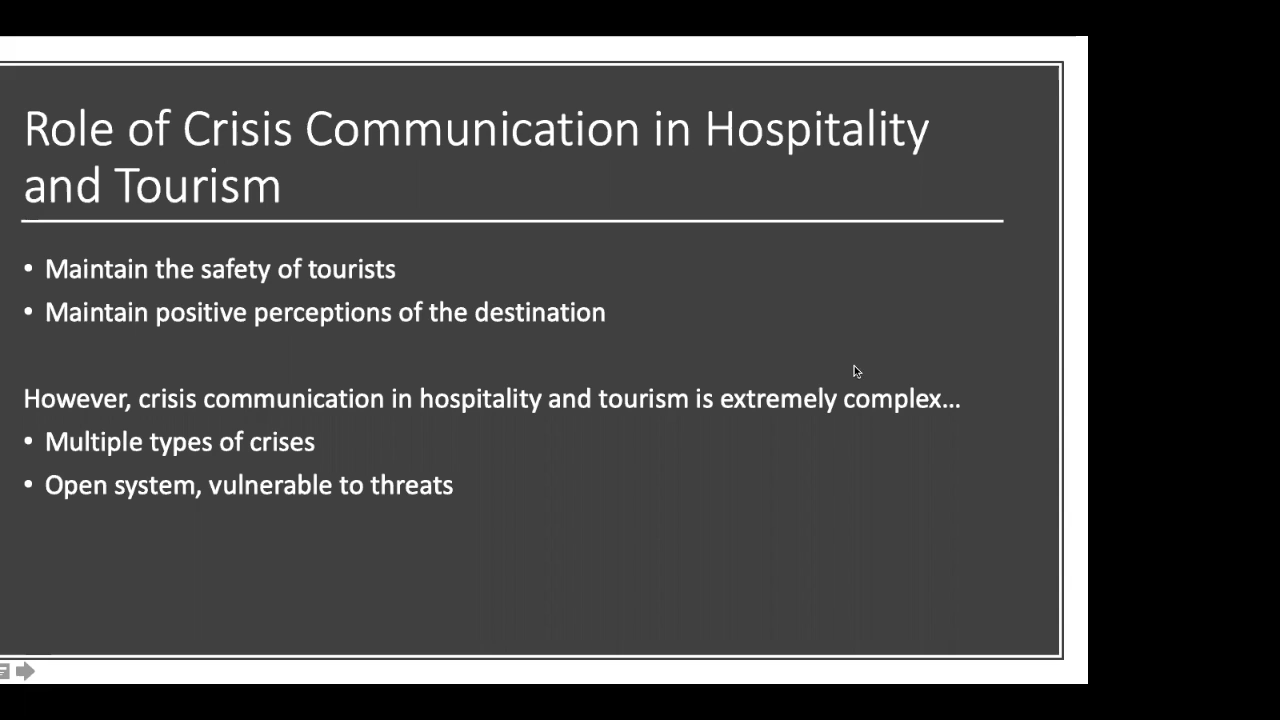 Role of Crisis Communication in Hospitality
and Tourism
• Maintain the safety of tourists
• Maintain positive perceptions of the destination
However, crisis communication in hospitality and tourism is extremely complex...
• Multiple types of crises
• Open system, vulnerable to threats